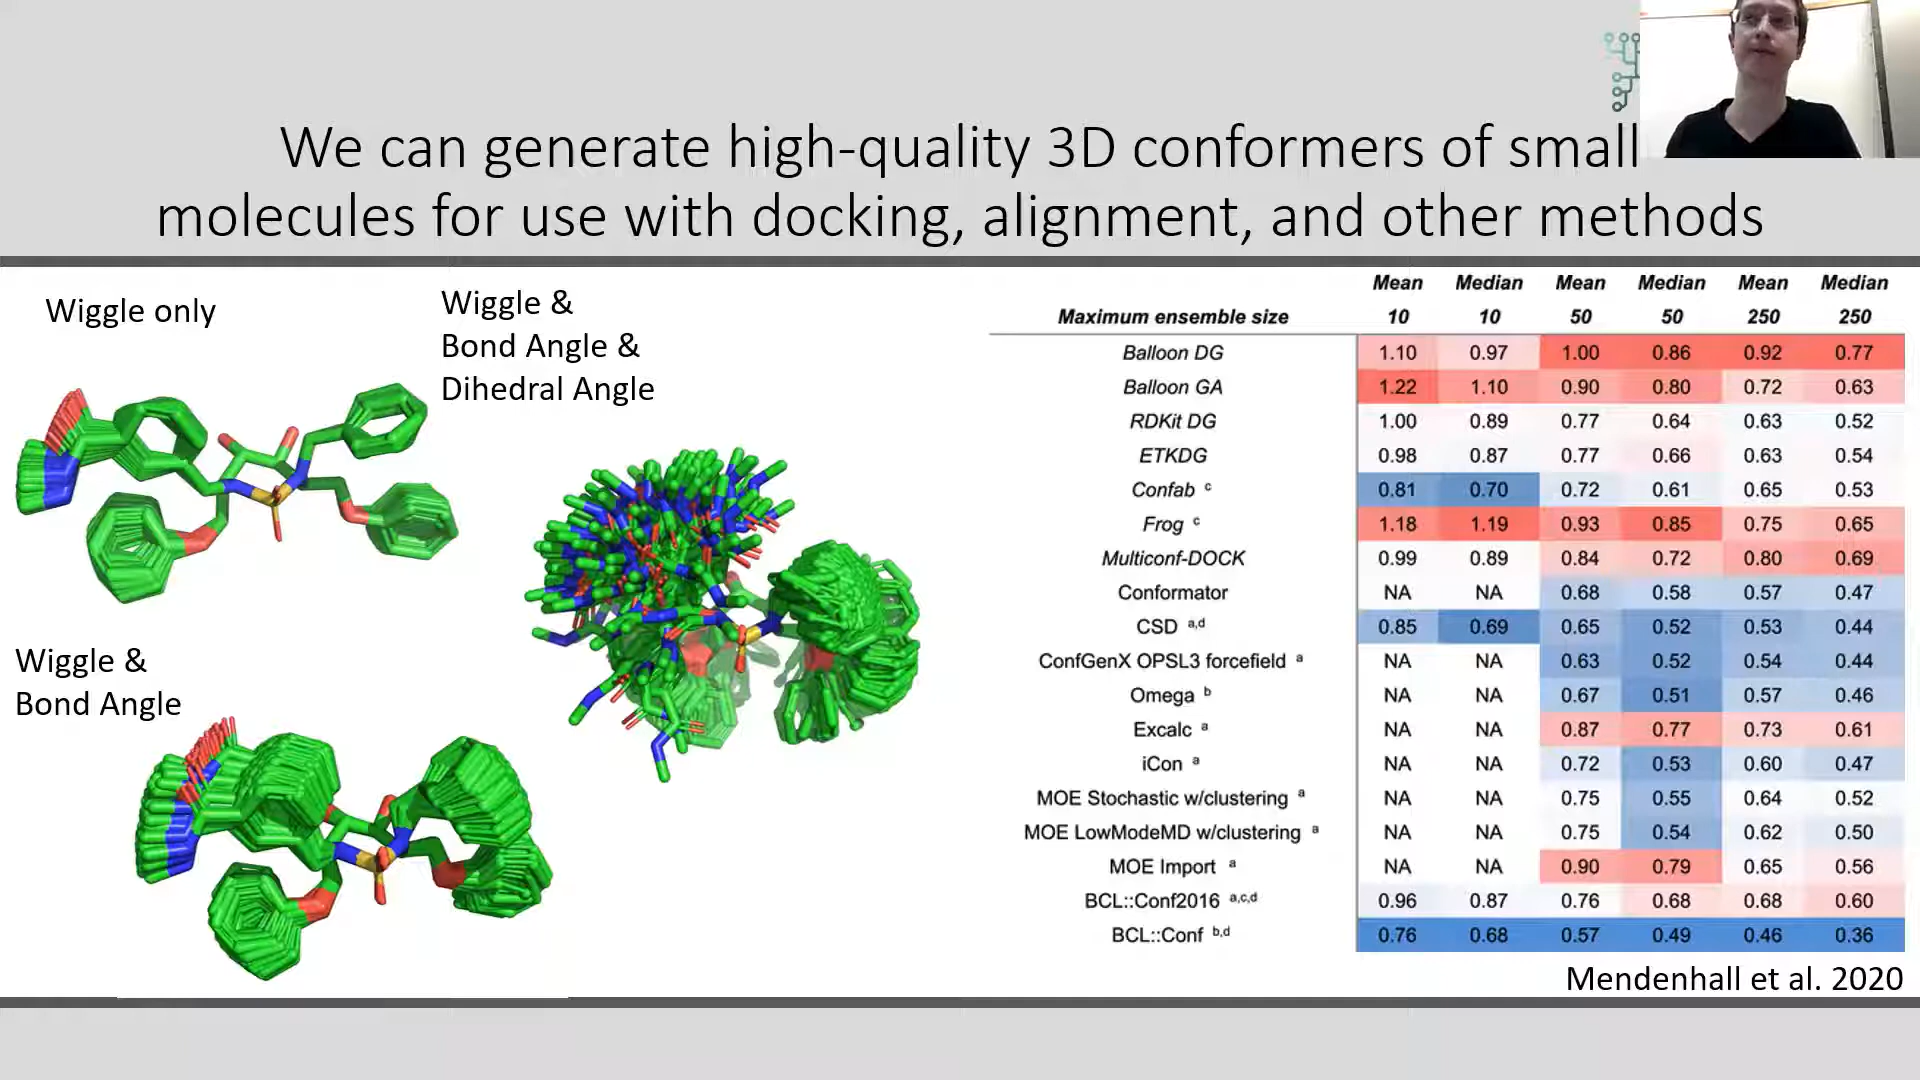 We can generate high-quality 3D conformers of small
molecules for use with docking, alignment, and other methods
Wiggle only
Wiggle &
Bond Angle &
Dihedral Angle
Wiggle &
Bond Angle
Mean Median Mean Median Mean Median
Maximum ensemble size 10 10 50 50 250 250
Balloon DG 1.10 0.97 1.00 0.86 0.92 0.77
Balloon GA 1.22 1.10 0.90 0.80 0.72 0.63
RDKit DG 1.00 0.89 0.77 0.64 0.63 0.52
ETKDG 0.98 0.87 0.77 0.66 0.63 0.54
Confab c 0.81 0.70 0.72 0.61 0.65 0.53
Frog c 1.18 1.19 0.93 0.85 0.75 0.65
Multiconf-DOCK 0.99 0.89 0.84 0.72 0.80 0.69
Conformator NA NA 0.68 0.58 0.57 0.47
CSD a,d 0.85 0.69 0.65 0.52 0.53 0.44
ConfGenX OPSL3 forcefield a NA NA 0.63 0.52 0.54 0.44
Omega b NA NA 0.67 0.51 0.57 0.46
Excalc a NA NA 0.87 0.77 0.73 0.61
iCon a NA NA 0.72 0.53 0.60 0.47
MOE Stochastic w/clustering a NA NA 0.75 0.55 0.64 0.52
MOE LowModeMD w/clustering a NA NA 0.75 0.54 0.62 0.50
MOE Import a NA NA 0.90 0.79 0.65 0.56
BCL::Conf2016 a,c,d 0.96 0.87 0.76 0.68 0.68 0.60
BCL::Conf b,d 0.76 0.68 0.57 0.49 0.46 0.36
Mendenhall et al. 2020